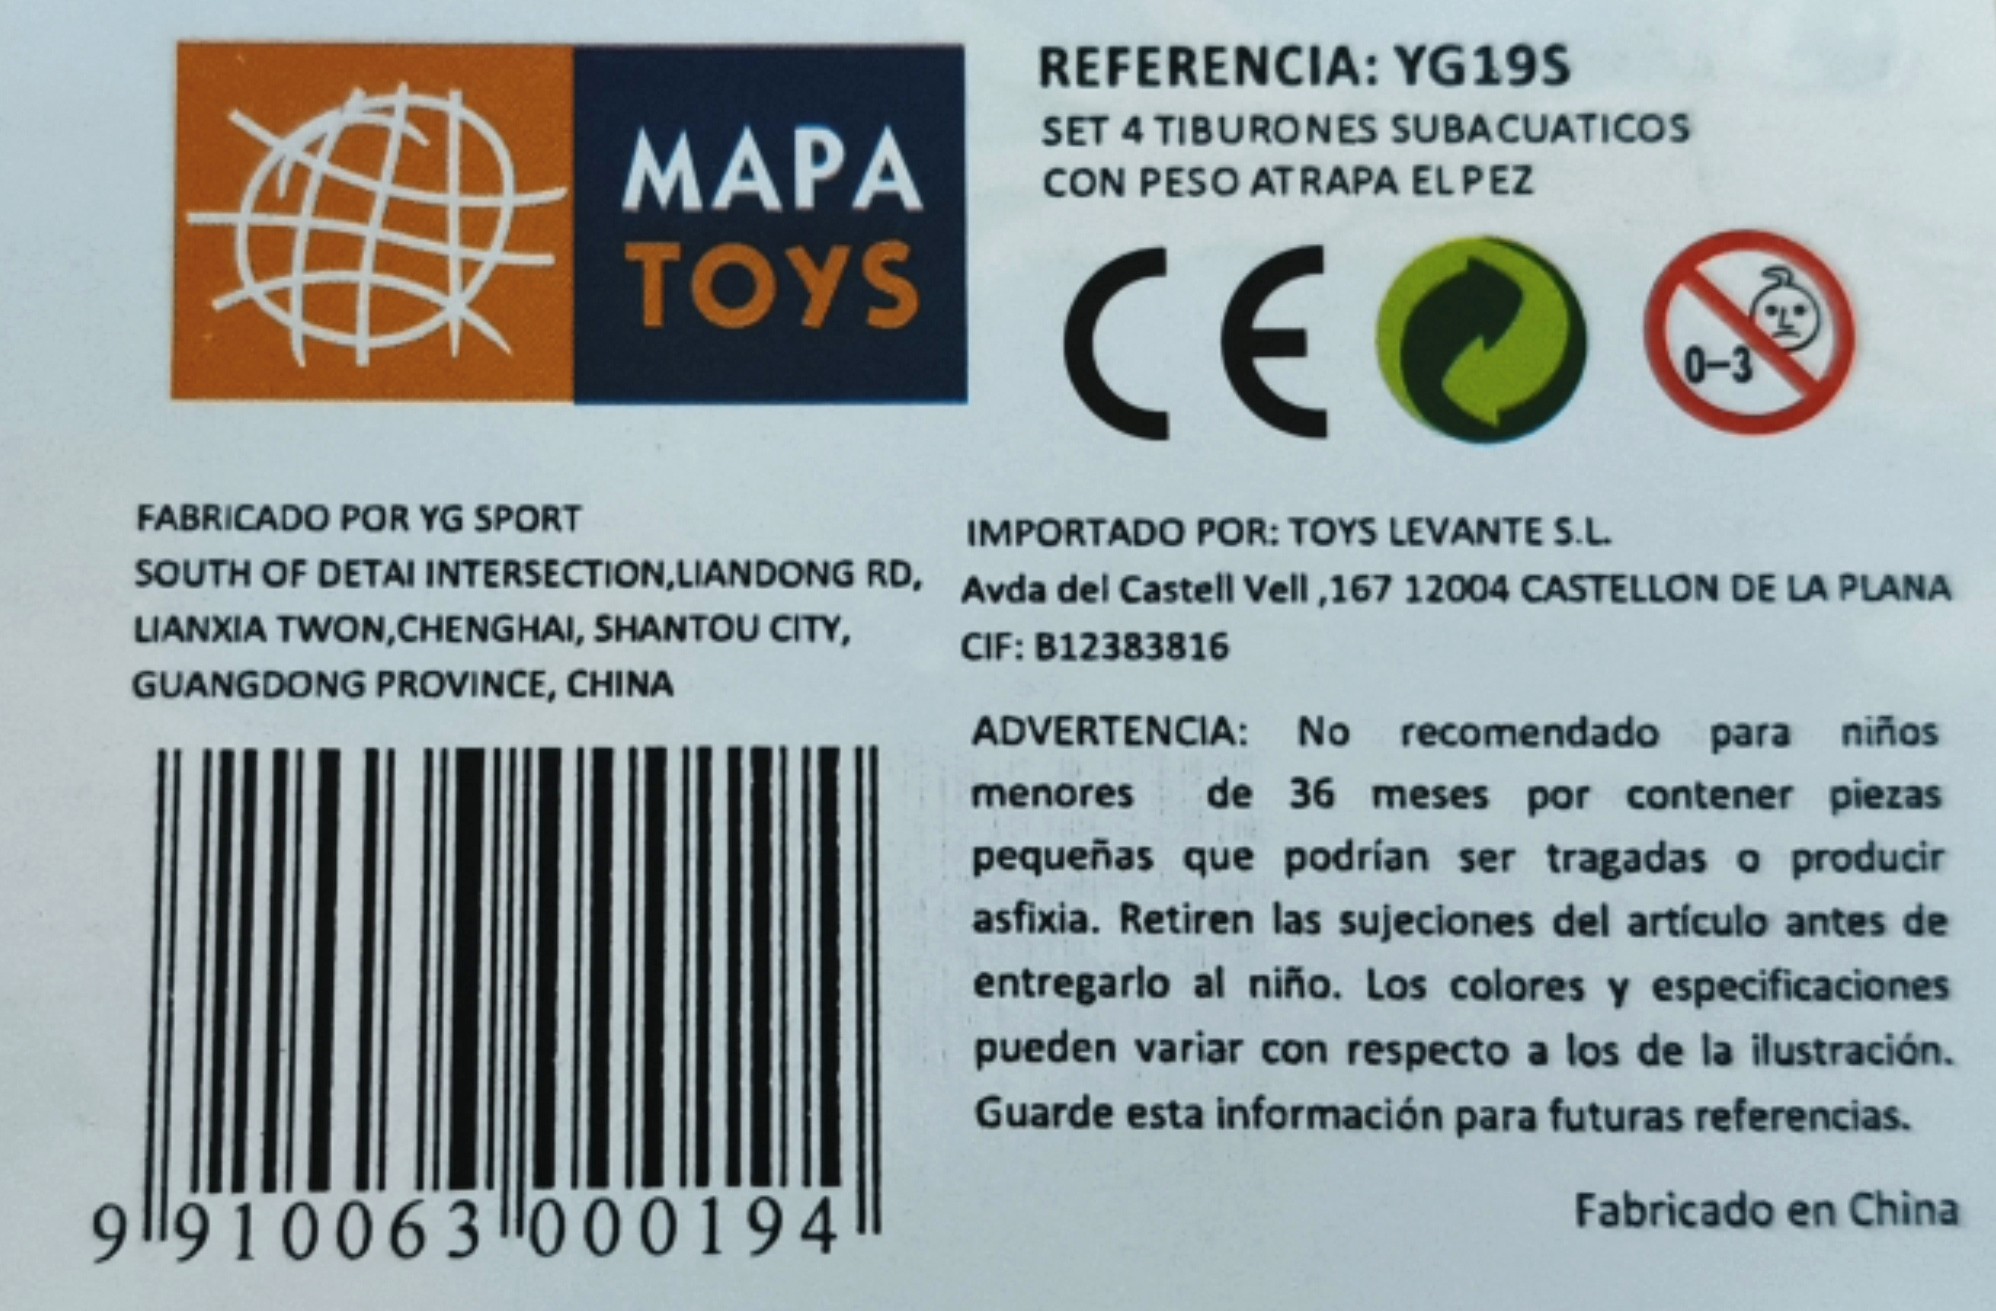 MAPA
TOYS
REFERENCIA: YG19S
SET 4 TIBURONES SUBACUATICOS
CON PESO ATRAPA EL PEZ
CE
0-3
FABRICADO POR YG SPORT
SOUTH OF DETAI INTERSECTION,LIANDONG RD,
LIANXIA TWON,CHENGHAI, SHANTOU CITY,
GUANGDONG PROVINCE, CHINA
9 910063 000194
IMPORTADO POR: TOYS LEVANTE S.L.
Avda del Castell Vell ,167 12004 CASTELLON DE LA PLANA
CIF: B12383816
ADVERTENCIA: No recomendado para niños
menores de 36 meses por contener piezas
pequeñas que podrían ser tragadas o producir
asfixia. Retiren las sujeciones del artículo antes de
entregarlo al niño. Los colores y especificaciones
pueden variar con respecto a los de la ilustración.
Guarde esta información para futuras referencias.
Fabricado en China